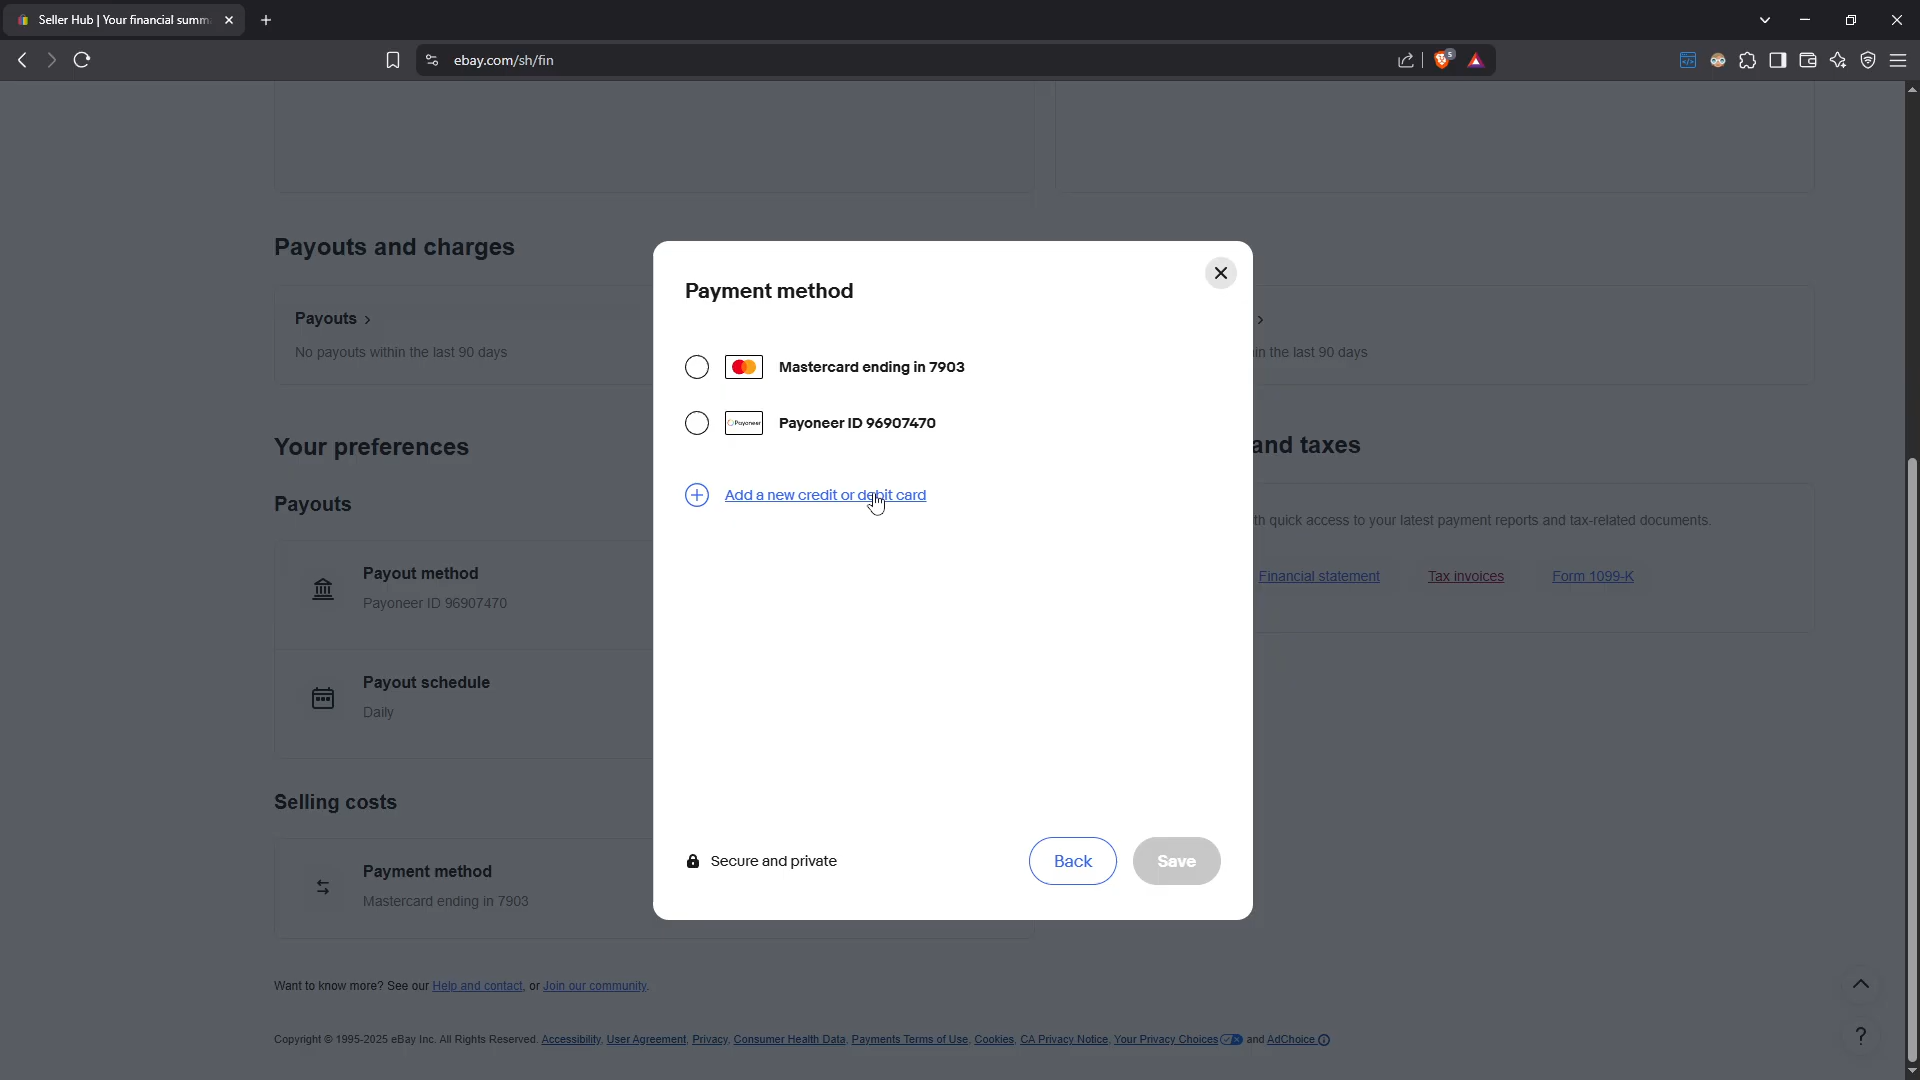 Seller Hub | Your financial summ
ebay.com/sh/fin
5
Payouts and charges
Payouts
No payouts within the last 90 days
in the last 90 days
Your preferences
and taxes
Payouts
th quick access to your latest payment reports and tax-related documents.
Payout method
Payoneer ID 96907470
Financial statement
Tax invoices
Form 1099-K
Payout schedule
Daily
Selling costs
Payment method
Mastercard ending in 7903
Payment method
Mastercard ending in 7903
Payoneer
Payoneer ID 96907470
Add a new credit or debit card
Secure and private
Back
Save
Want to know more? See our Help and contact, or Join our community.
Copyright © 1995-2025 eBay Inc. All Rights Reserved. Accessibility, User Agreement, Privacy, Consumer Health Data, Payments Terms of Use, Cookies, CA Privacy Notice, Your Privacy Choices and AdChoice
?